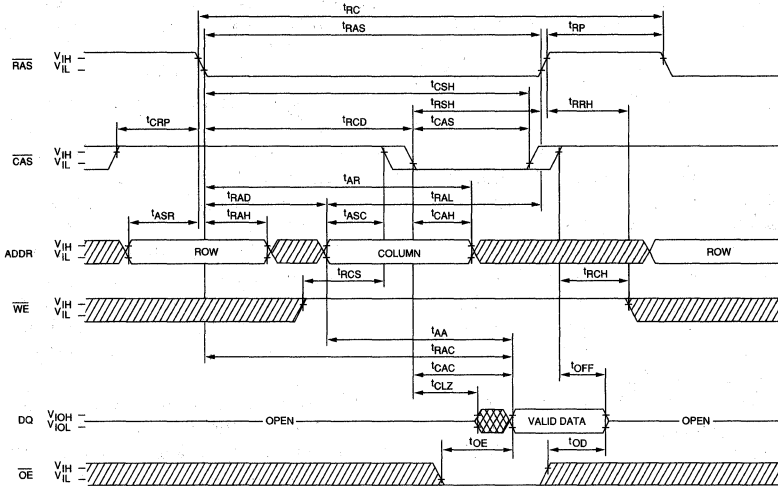 tRC
tRAS tRP
RAS VIH
VIL
tCSH
tRSH tRRH
tCRP tRCD tCAS
CAS VIH
VIL
tAR
tRAD tRAL
tASR tRAH tASC tCAH
ADDR VIH
VIL ROW COLUMN ROW
tRCS tRCH
WE VIH
VIL
tAA
tRAC
tCAC tOFF
tCLZ
DQ VIOH
VIOL OPEN VALID DATA OPEN
tOE tOD
OE VIH
VIL